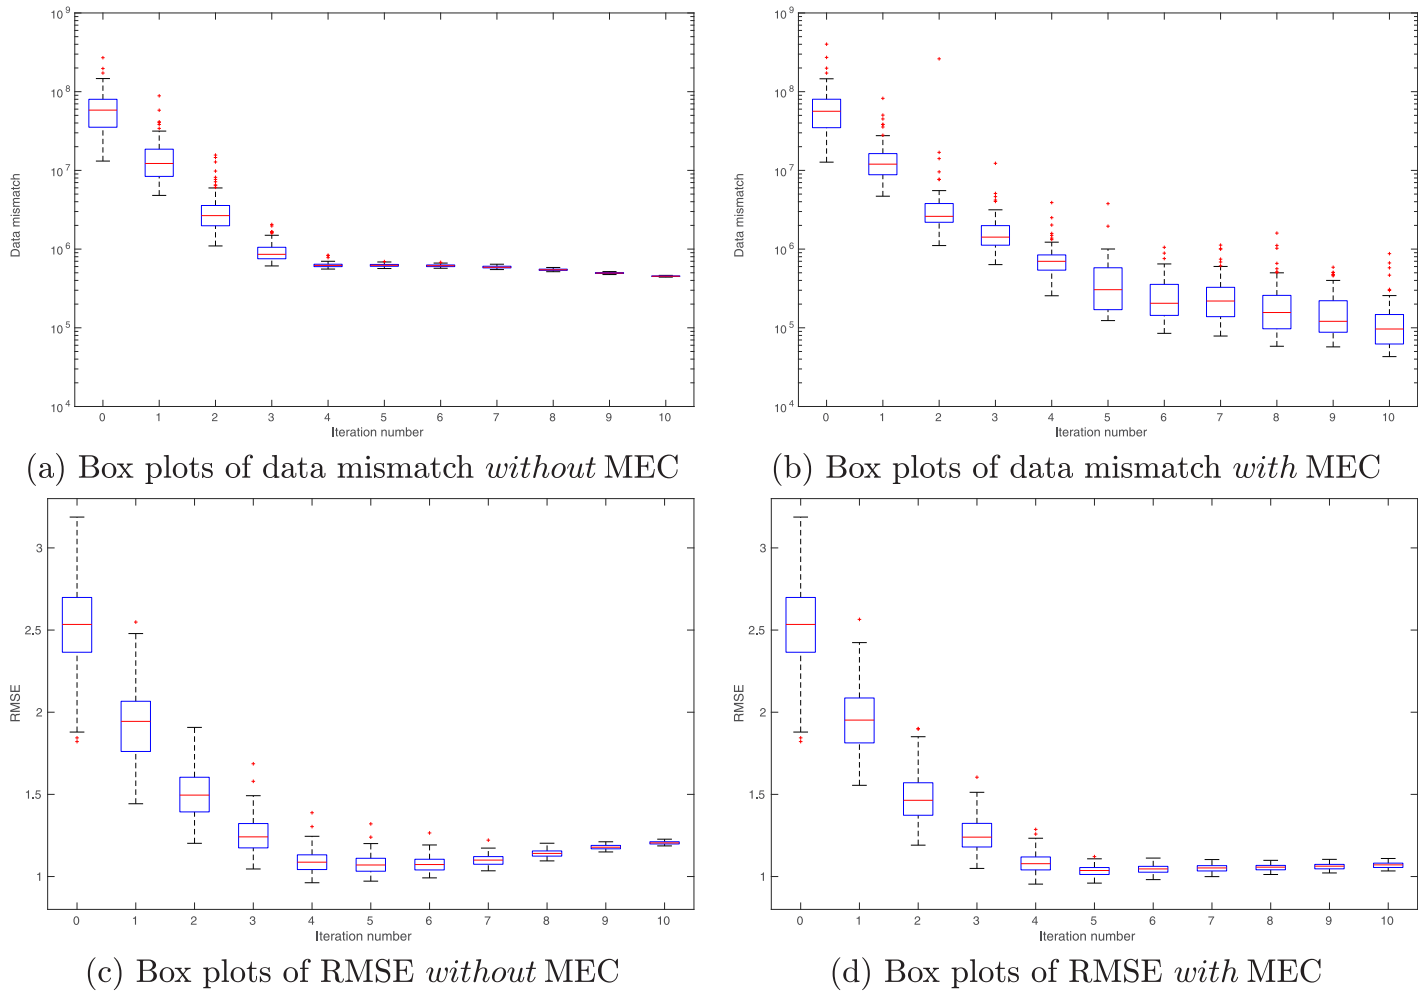 10^9
10^8
10^7
10^6
10^5
10^4
Data mismatch
0 1 2 3 4 5 6 7 8 9 10
Iteration number
(a) Box plots of data mismatch without MEC
10^9
10^8
10^7
10^6
10^5
10^4
Data mismatch
0 1 2 3 4 5 6 7 8 9 10
Iteration number
(b) Box plots of data mismatch with MEC
3
2.5
2
1.5
1
RMSE
0 1 2 3 4 5 6 7 8 9 10
Iteration number
(c) Box plots of RMSE without MEC
3
2.5
2
1.5
1
RMSE
0 1 2 3 4 5 6 7 8 9 10
Iteration number
(d) Box plots of RMSE with MEC